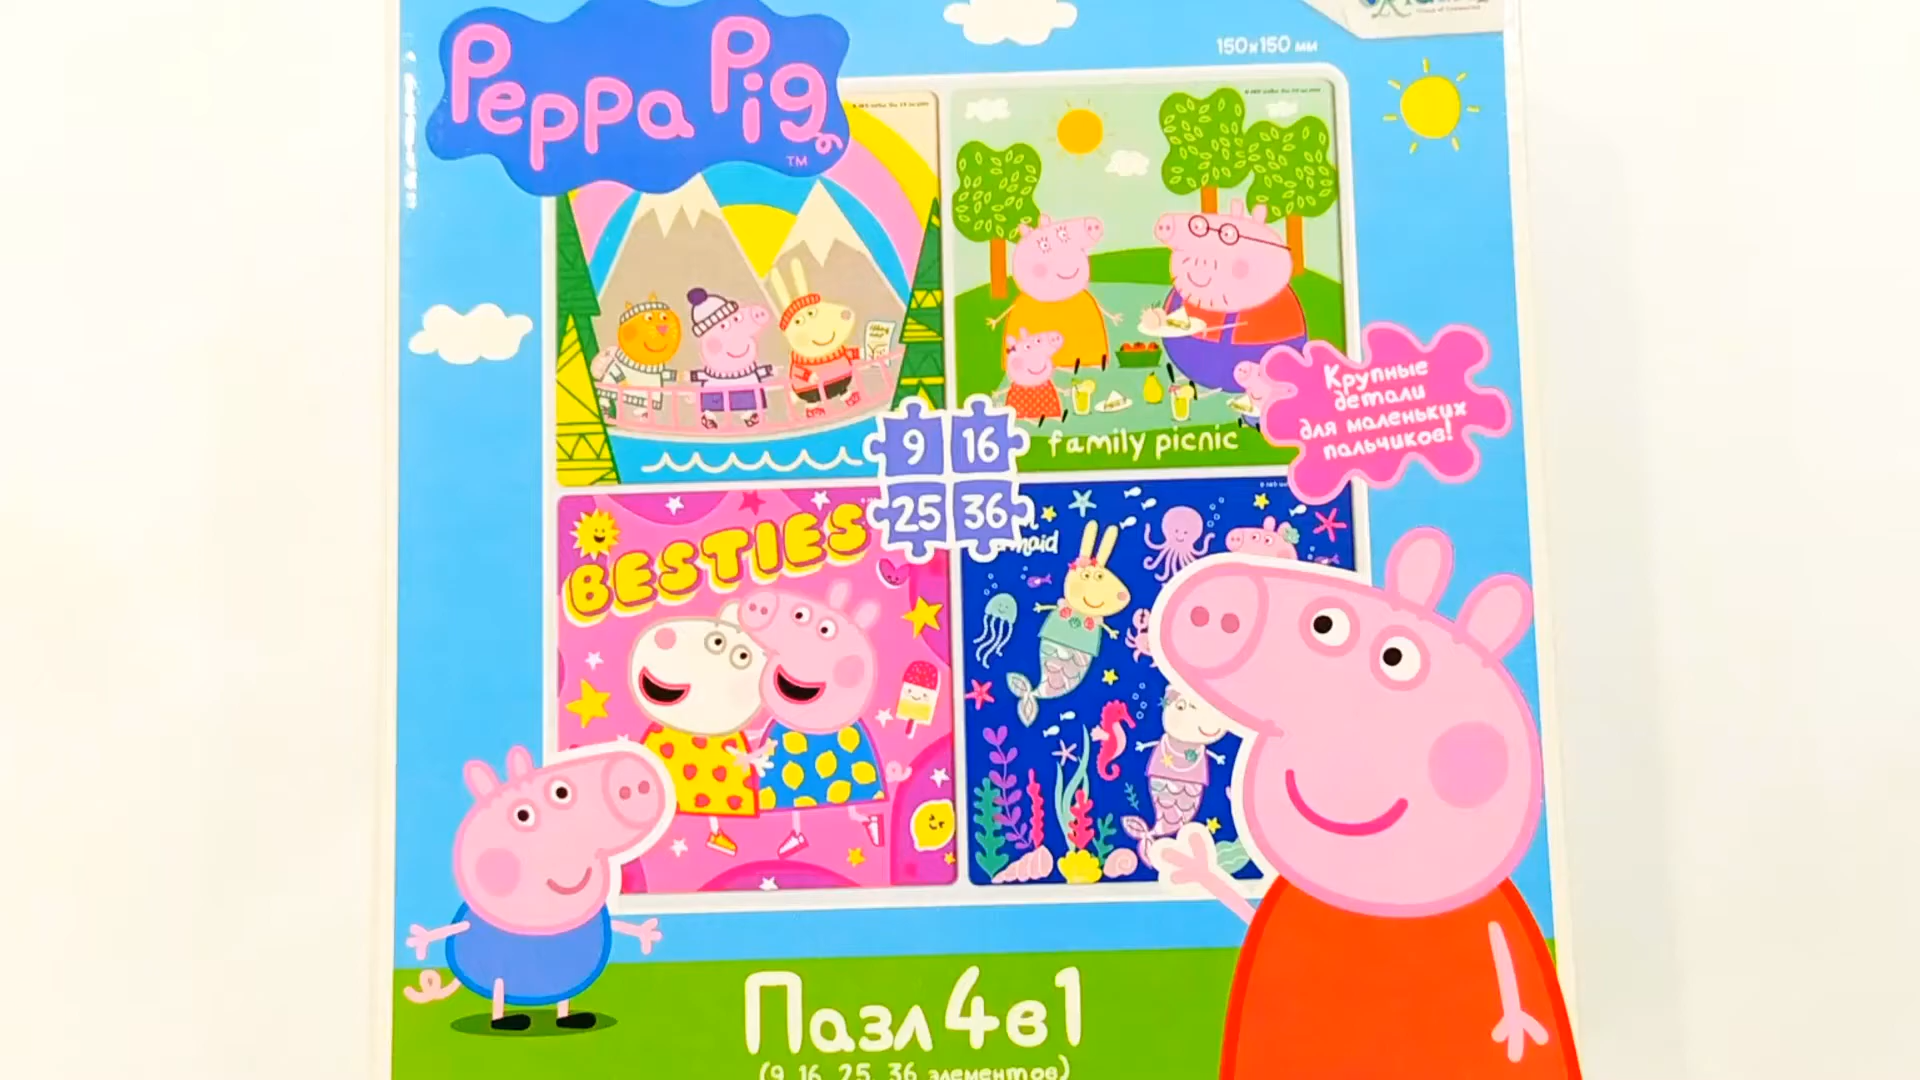 Peppa Pig
TM
150x150 мм
9
16
25
36
family picnic
Крупные
детали
для маленьких
пальчиков!
BESTIES
Пазл 4в1
(9, 16, 25, 36 элементов)